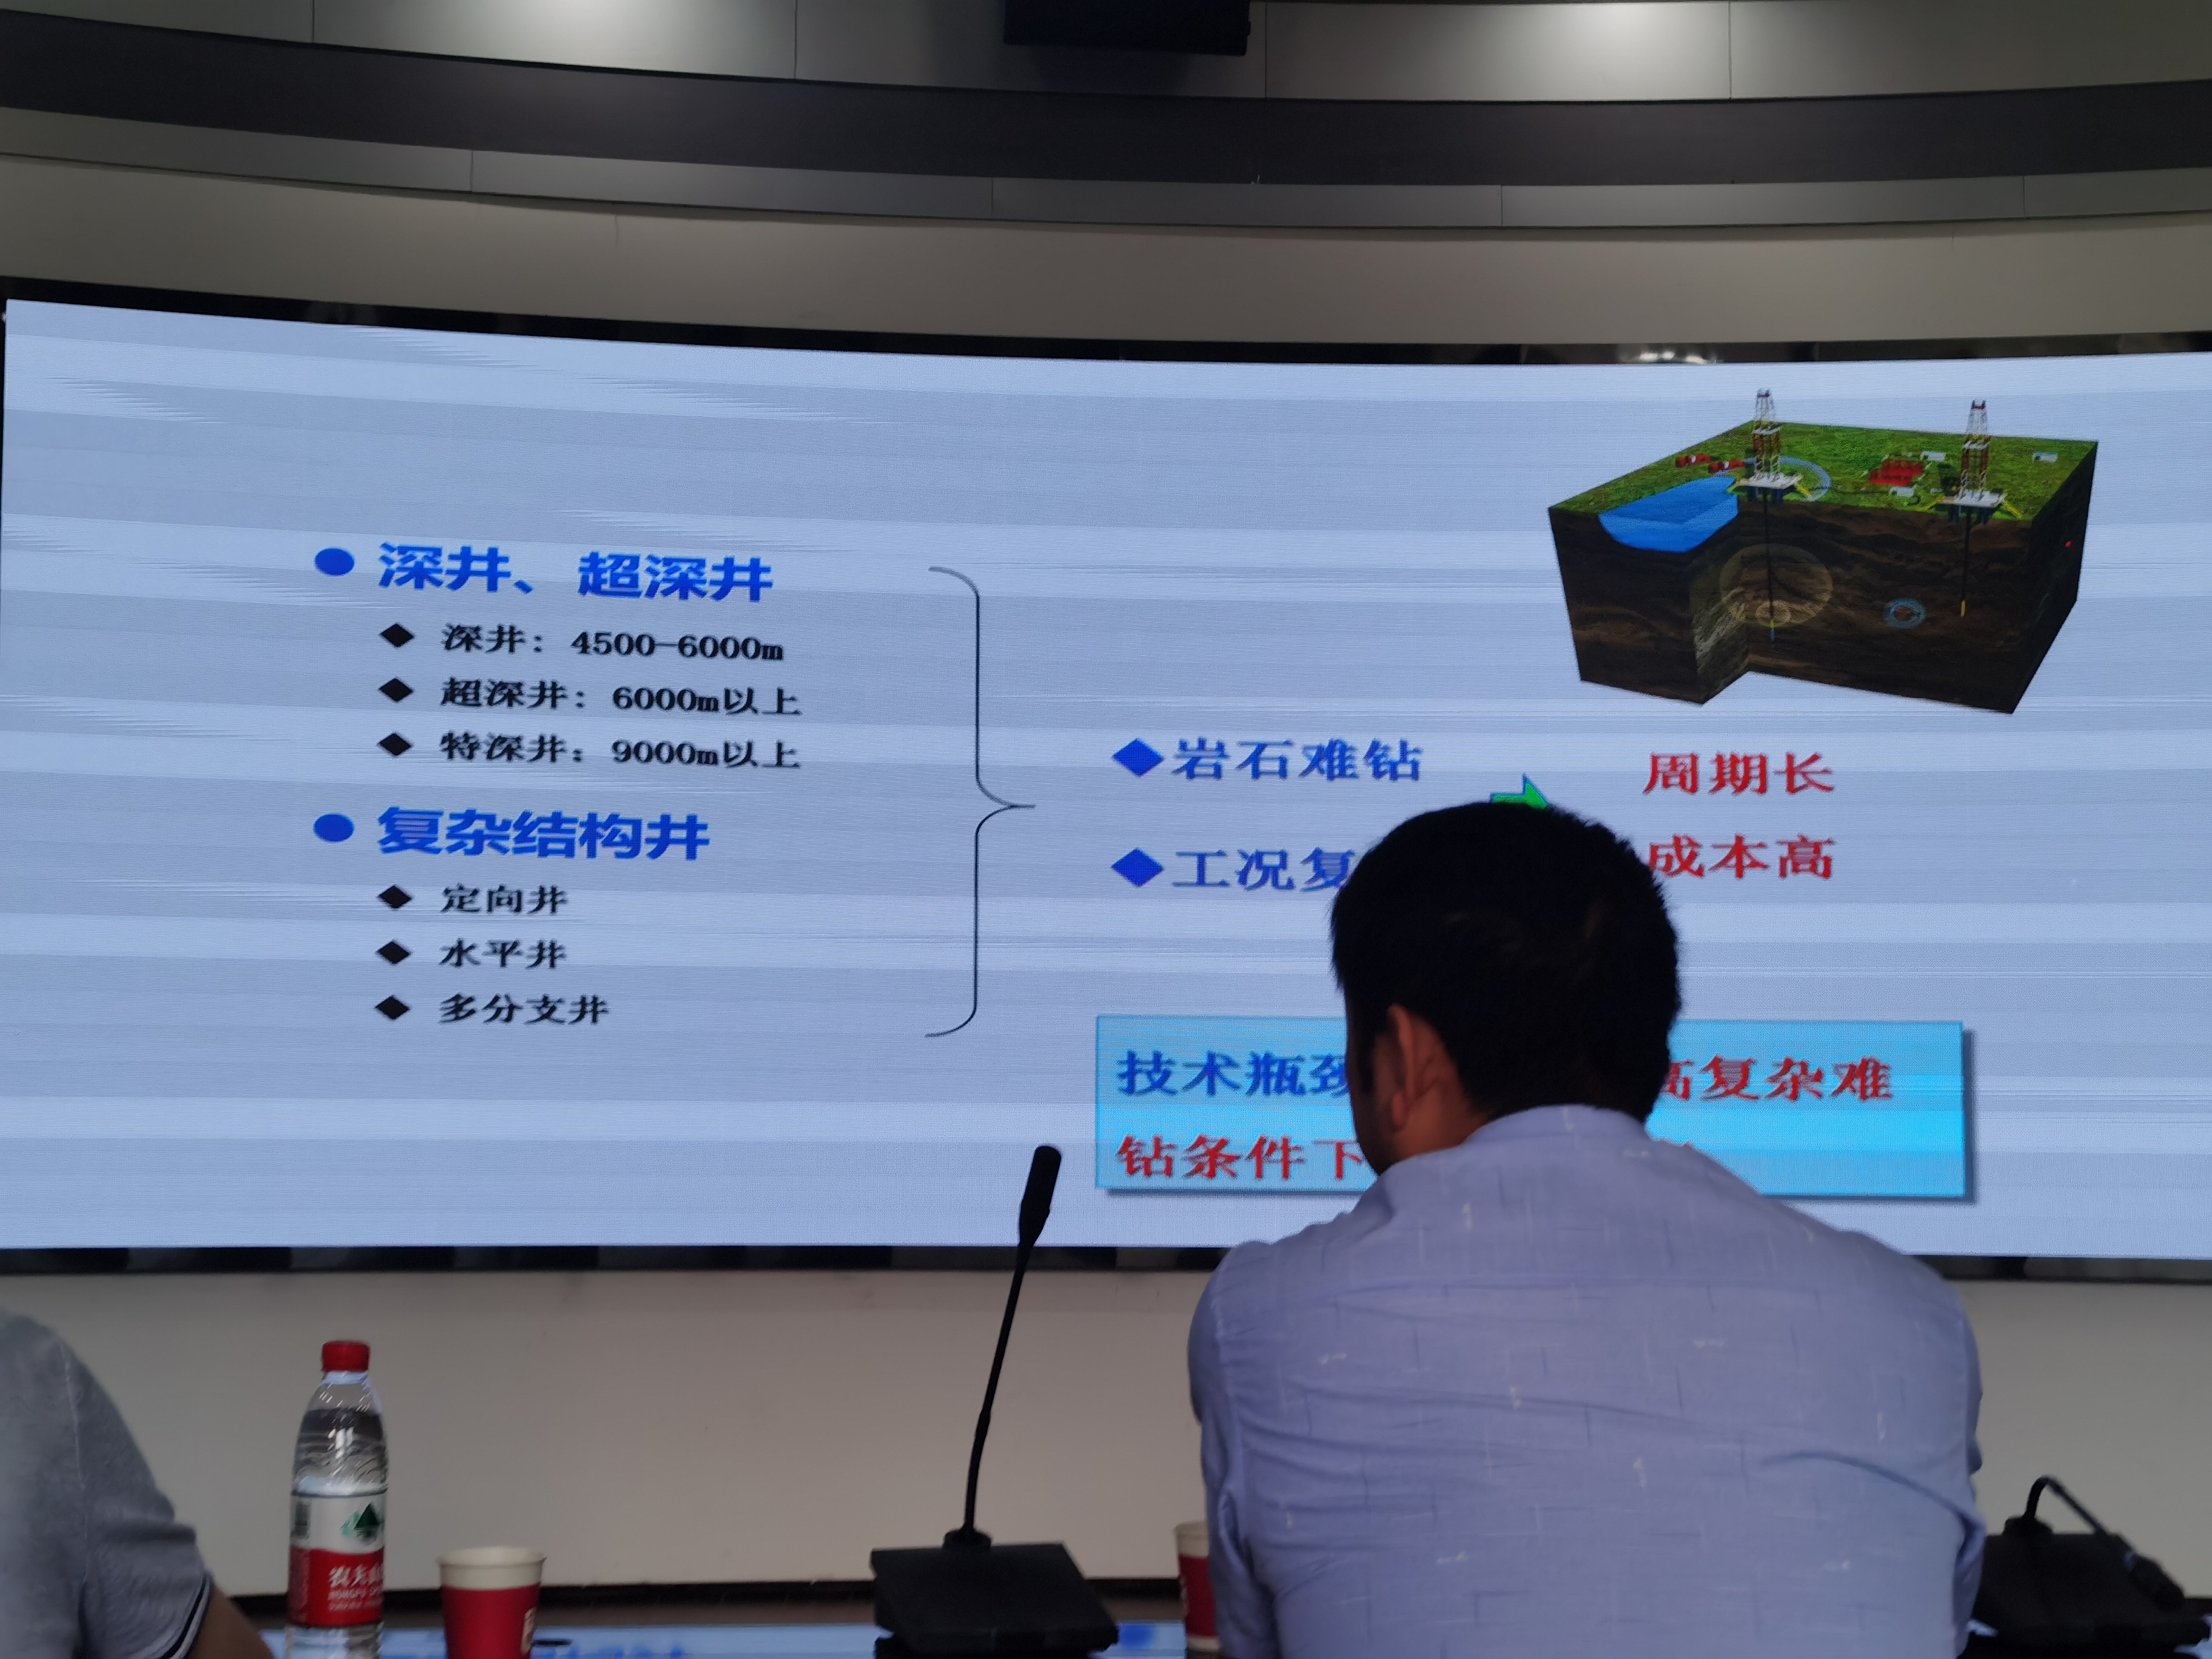 深井、超深井
深井：4500-6000m
超深井：6000m以上
特深井：9000m以上
复杂结构井
定向井
水平井
多分支井
岩石难钻
工况复
周期长
成本高
技术瓶颈 高复杂难
钻条件下
农夫山